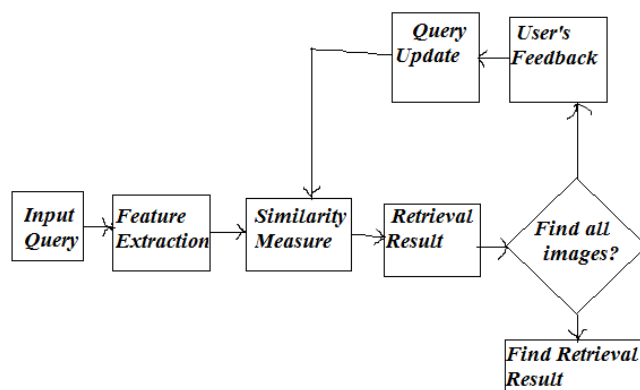 Query
Update
User's
Feedback
Input
Query
Feature
Extraction
Similarity
Measure
Retrieval
Result
Find all
images?
Find Retrieval
Result